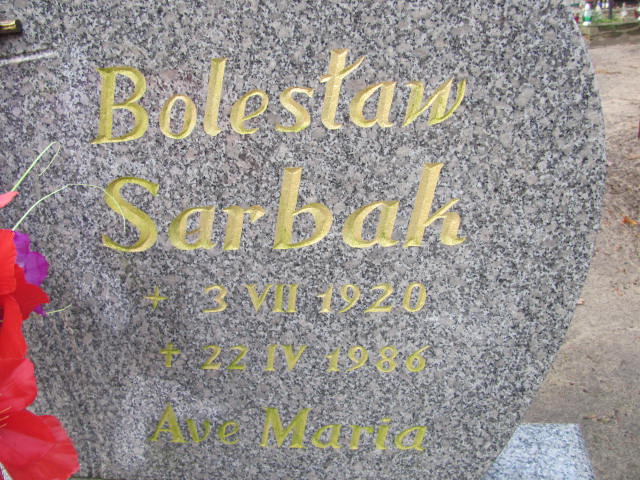 Bolesław
Sarbak
+ 3 VII 1920
+ 22 IV 1986
Ave Maria